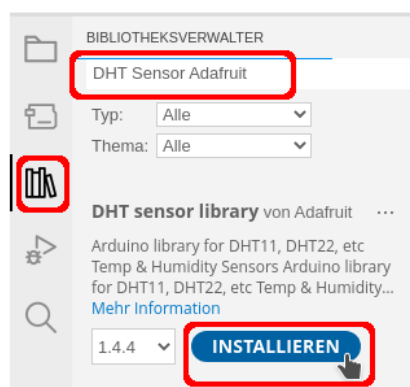 BIBLIOTHEKSVERWALTER
DHT Sensor Adafruit
Typ: Alle
Thema: Alle
DHT sensor library von Adafruit ...
Arduino library for DHT11, DHT22, etc
Temp & Humidity Sensors Arduino library
for DHT11, DHT22, etc Temp & Humidity...
Mehr Information
1.4.4 INSTALLIEREN